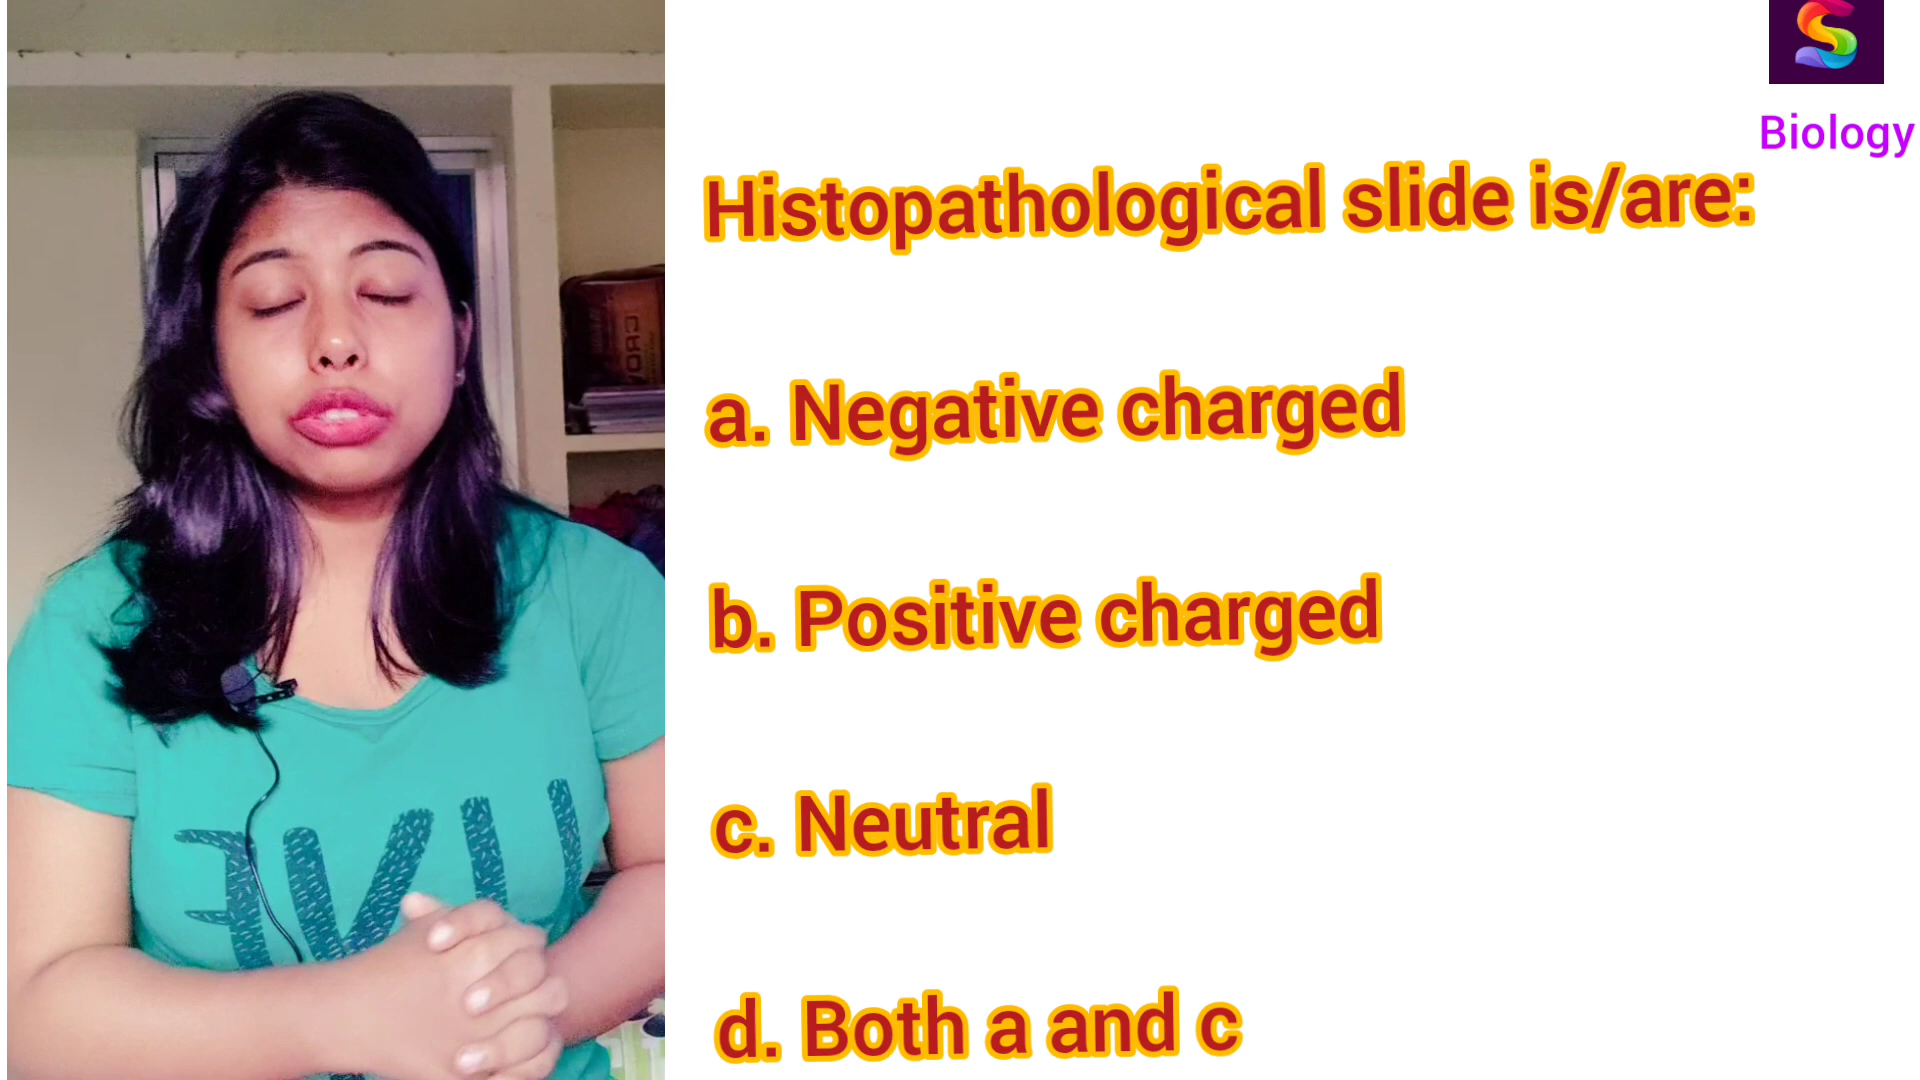 Biology
Histopathological slide is/are:
a. Negative charged
b. Positive charged
c. Neutral
d. Both a and c